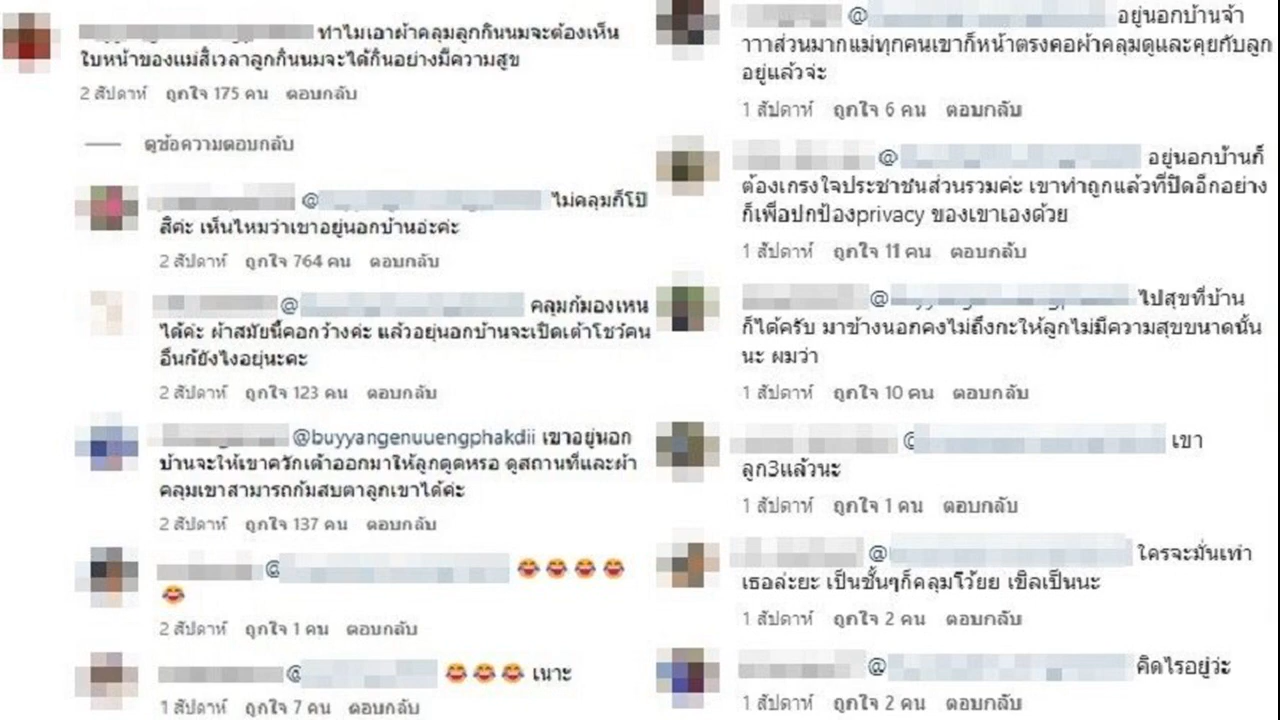 ทำไมเอาผ้าคลุมลูกกินนมจะต้องเห็น
ใบหน้าของแม่สิเวลาลูกกินนมจะได้กินอย่างมีความสุข
2 สัปดาห์ ถูกใจ 175 คน ตอบกลับ
ดูข้อความตอบกลับ
@ ไม่คลุมก็โป๊
สิค่ะ เห็นไหมว่าเขาอยู่นอกบ้านอ่ะค่ะ
2 สัปดาห์ ถูกใจ 764 คน ตอบกลับ
@ คลุมก้มองเหน
ได้ค่ะ ผ้าสมัยนี้คอกว้างค่ะ แล้วอยุ่นอกบ้านจะเปิดเต้าโชว์คน
อื่นก้ยังไงอยุ่นะคะ
2 สัปดาห์ ถูกใจ 123 คน ตอบกลับ
@buyyangenuuengphakdii เขาอยู่นอก
บ้านจะให้เขาควักเต้าออกมาให้ลูกดูดหรอ ดูสถานที่และผ้า
คลุมเขาสามารถก้มสบตาลูกเขาได้ค่ะ
2 สัปดาห์ ถูกใจ 137 คน ตอบกลับ
@ 😂😂😂😂
😂
2 สัปดาห์ ถูกใจ 1 คน ตอบกลับ
@ 😂😂😂 เนาะ
1 สัปดาห์ ถูกใจ 7 คน ตอบกลับ
@ อยู่นอกบ้านจ้า
าาาส่วนมากแม่ทุกคนเขาก็หน้าตรงคอผ้าคลุมดูและคุยกับลูก
อยู่แล้วจ่ะ
1 สัปดาห์ ถูกใจ 6 คน ตอบกลับ
@ อยู่นอกบ้านก็
ต้องเกรงใจประชาชนส่วนรวมค่ะ เขาทำถูกแล้วที่ปิดอีกอย่าง
ก็เพื่อปกป้องprivacy ของเขาเองด้วย
1 สัปดาห์ ถูกใจ 11 คน ตอบกลับ
@ ไปสุขที่บ้าน
ก็ได้ครับ มาข้างนอกคงไม่ถึงกะให้ลูกไม่มีความสุขขนาดนั้น
นะ ผมว่า
1 สัปดาห์ ถูกใจ 10 คน ตอบกลับ
@ เขา
ลูก3แล้วนะ
1 สัปดาห์ ถูกใจ 1 คน ตอบกลับ
@ ใครจะมั่นเท่า
เธอล่ะยะ เป็นชั้นๆก็คลุมโว้ยย เขิลเป็นนะ
1 สัปดาห์ ถูกใจ 2 คน ตอบกลับ
@ คิดไรอยู่ว่ะ
1 สัปดาห์ ถูกใจ 2 คน ตอบกลับ